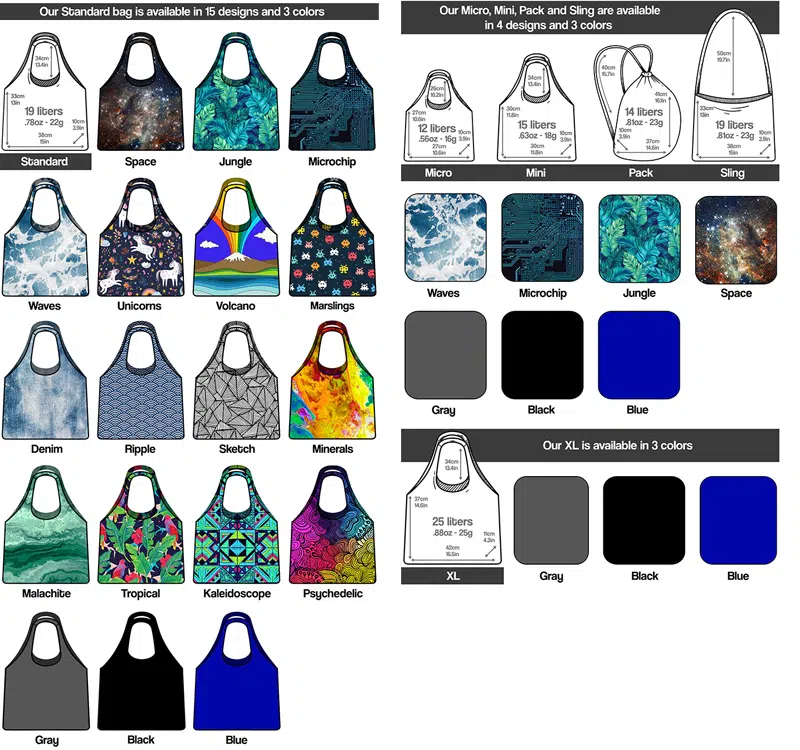 Our Standard bag is available in 15 designs and 3 colors
34cm
13.4in
33cm
13in
19 liters
.78oz - 22g
10cm
3.9in
38cm
15in
Standard
Space
Jungle
Microchip
Waves
Unicorns
Volcano
Marslings
Denim
Ripple
Sketch
Minerals
Malachite
Tropical
Kaleidoscope
Psychedelic
Gray
Black
Blue
Our Micro, Mini, Pack and Sling are available
in 4 designs and 3 colors
26cm
10.2in
27cm
10.6in
12 liters
.56oz - 16g
10cm
3.9in
27cm
10.6in
Micro
34cm
13.4in
30cm
11.8in
15 liters
.63oz - 18g
10cm
3.9in
30cm
11.8in
Mini
40cm
15.7in
41cm
16.1in
14 liters
.81oz - 23g
10cm
3.9in
37cm
14.6in
Pack
50cm
19.7in
33cm
13in
19 liters
.81oz - 23g
10cm
3.9in
38cm
15in
Sling
Waves
Microchip
Jungle
Space
Gray
Black
Blue
Our XL is available in 3 colors
34cm
13.4in
37cm
14.6in
25 liters
.88oz - 25g
11cm
4.3in
42cm
16.5in
XL
Gray
Black
Blue